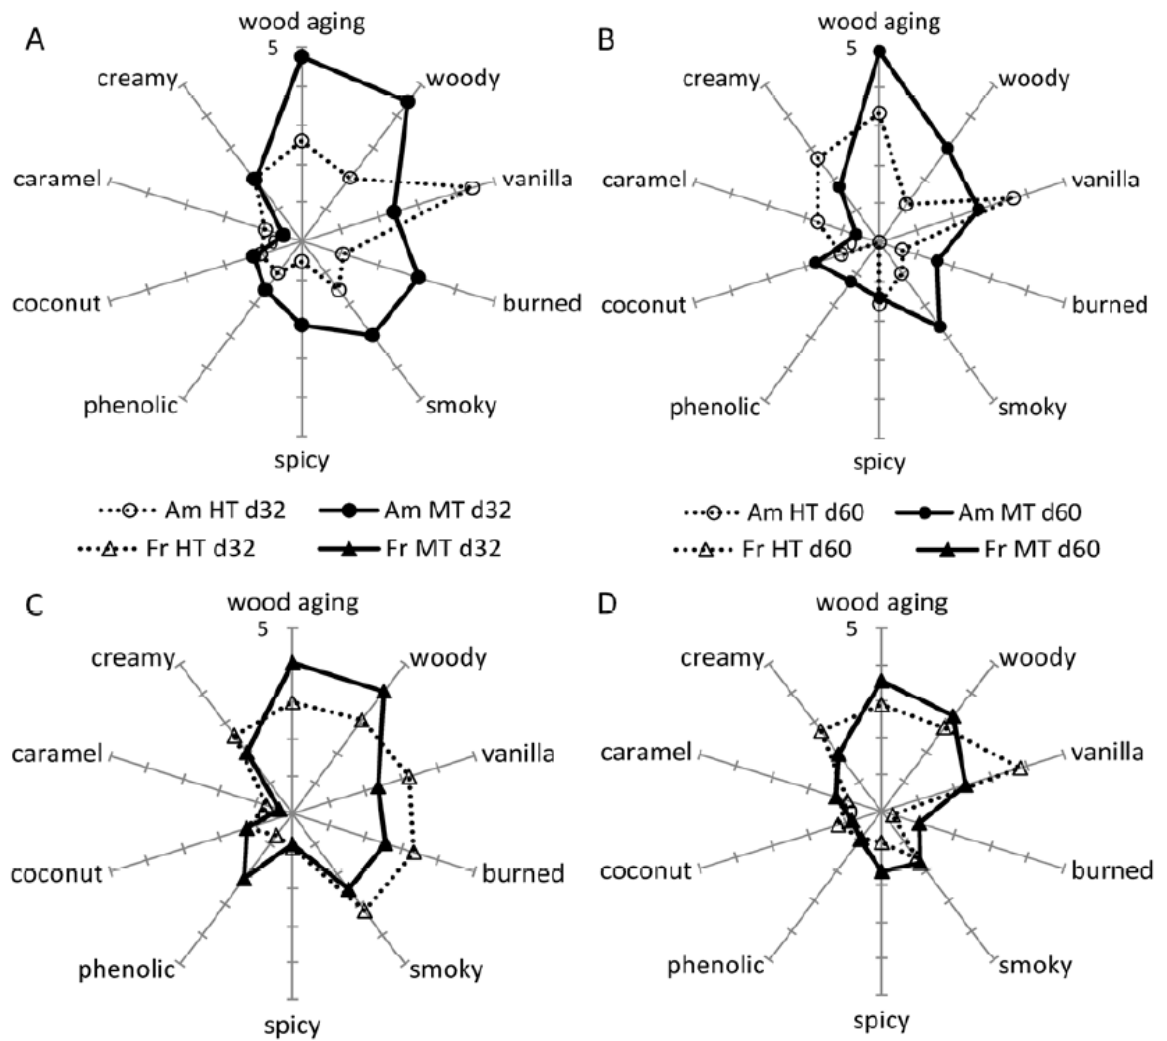 A
wood aging
5
creamy
woody
caramel
vanilla
coconut
burned
phenolic
smoky
spicy
B
wood aging
5
creamy
woody
caramel
vanilla
coconut
burned
phenolic
smoky
spicy
Am HT d32 Am MT d32
Fr HT d32 Fr MT d32
Am HT d60 Am MT d60
Fr HT d60 Fr MT d60
C
wood aging
5
creamy
woody
caramel
vanilla
coconut
burned
phenolic
smoky
spicy
D
wood aging
5
creamy
woody
caramel
vanilla
coconut
burned
phenolic
smoky
spicy